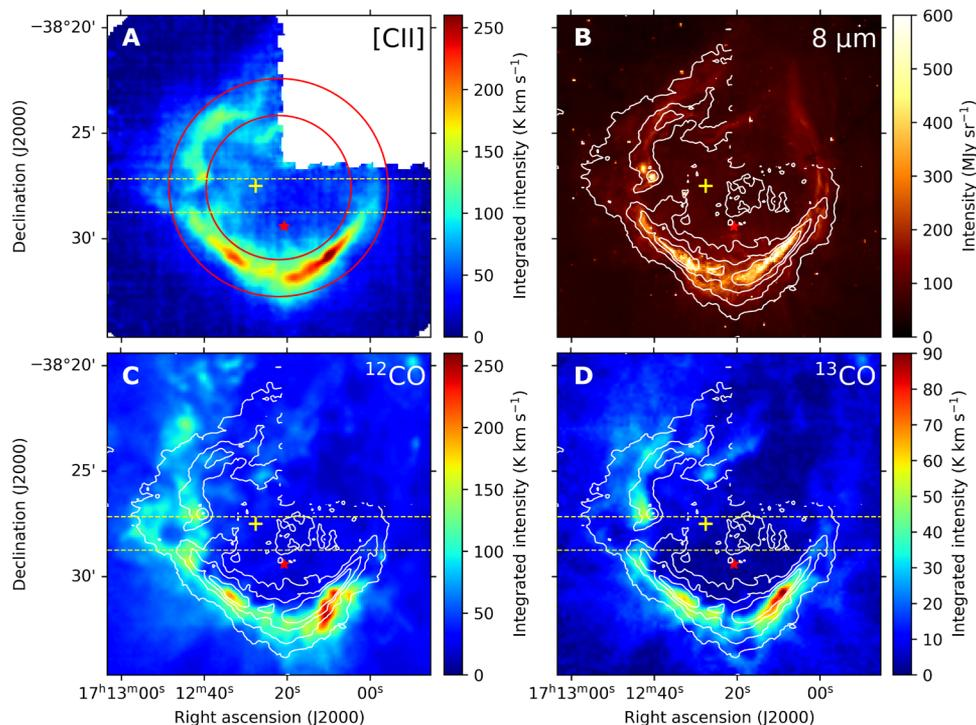 −38°20'
25'
30'
Declination (J2000)
A
[CII]
250
200
150
100
50
0
Integrated intensity (K km s⁻¹)
B
8 μm
600
500
400
300
200
100
0
Intensity (MJy sr⁻¹)
−38°20'
25'
30'
Declination (J2000)
C
¹²CO
250
200
150
100
50
0
Integrated intensity (K km s⁻¹)
D
¹³CO
90
80
70
60
50
40
30
20
10
0
Integrated intensity (K km s⁻¹)
17ʰ13ᵐ00ˢ 12ᵐ40ˢ 20ˢ 00ˢ
Right ascension (J2000)
17ʰ13ᵐ00ˢ 12ᵐ40ˢ 20ˢ 00ˢ
Right ascension (J2000)